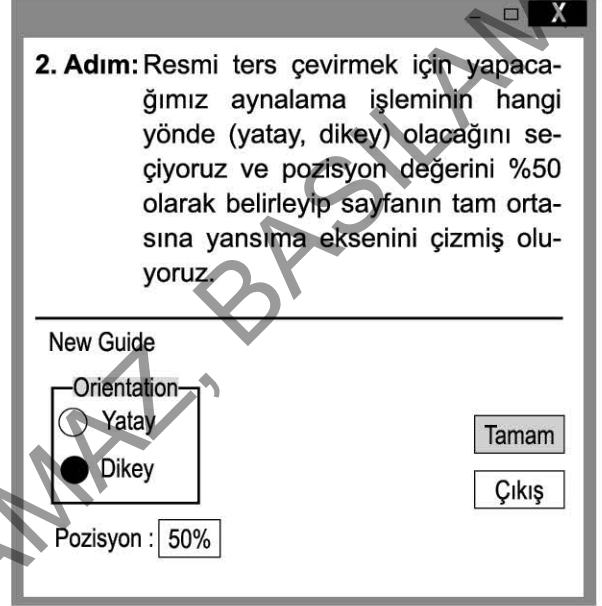 X
2. Adım: Resmi ters çevirmek için yapaca-
ğımız aynalama işleminin hangi
yönde (yatay, dikey) olacağını se-
çiyoruz ve pozisyon değerini %50
olarak belirleyip sayfanın tam orta-
sına yansıma eksenini çizmiş olu-
yoruz.
New Guide
Orientation
Yatay
Dikey
Tamam
Çıkış
Pozisyon : 50%
AMAZ, BASILAM